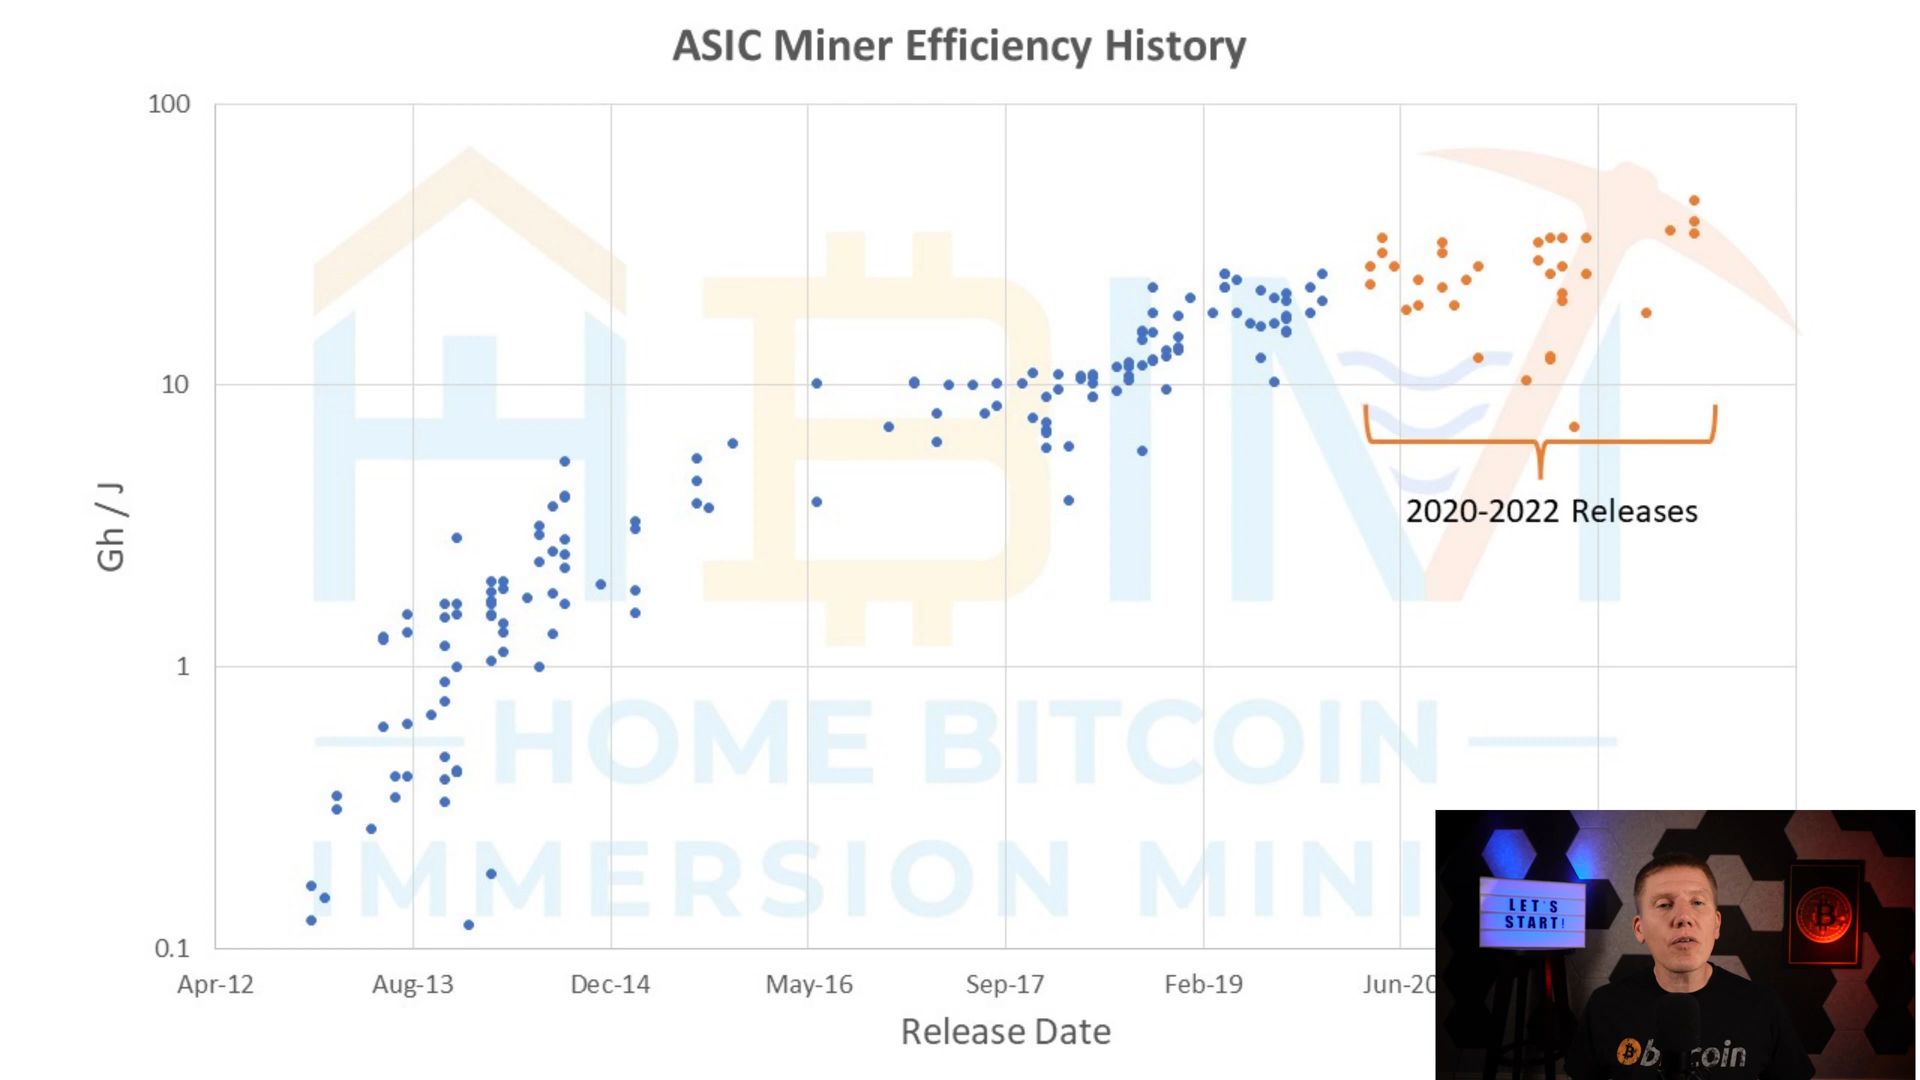 ASIC Miner Efficiency History
100
10
1
0.1
Gh / J
2020-2022 Releases
HOME BITCOIN
IMMERSION MINI
Apr-12
Aug-13
Dec-14
May-16
Sep-17
Feb-19
Jun-20
Release Date
LET'S
START!